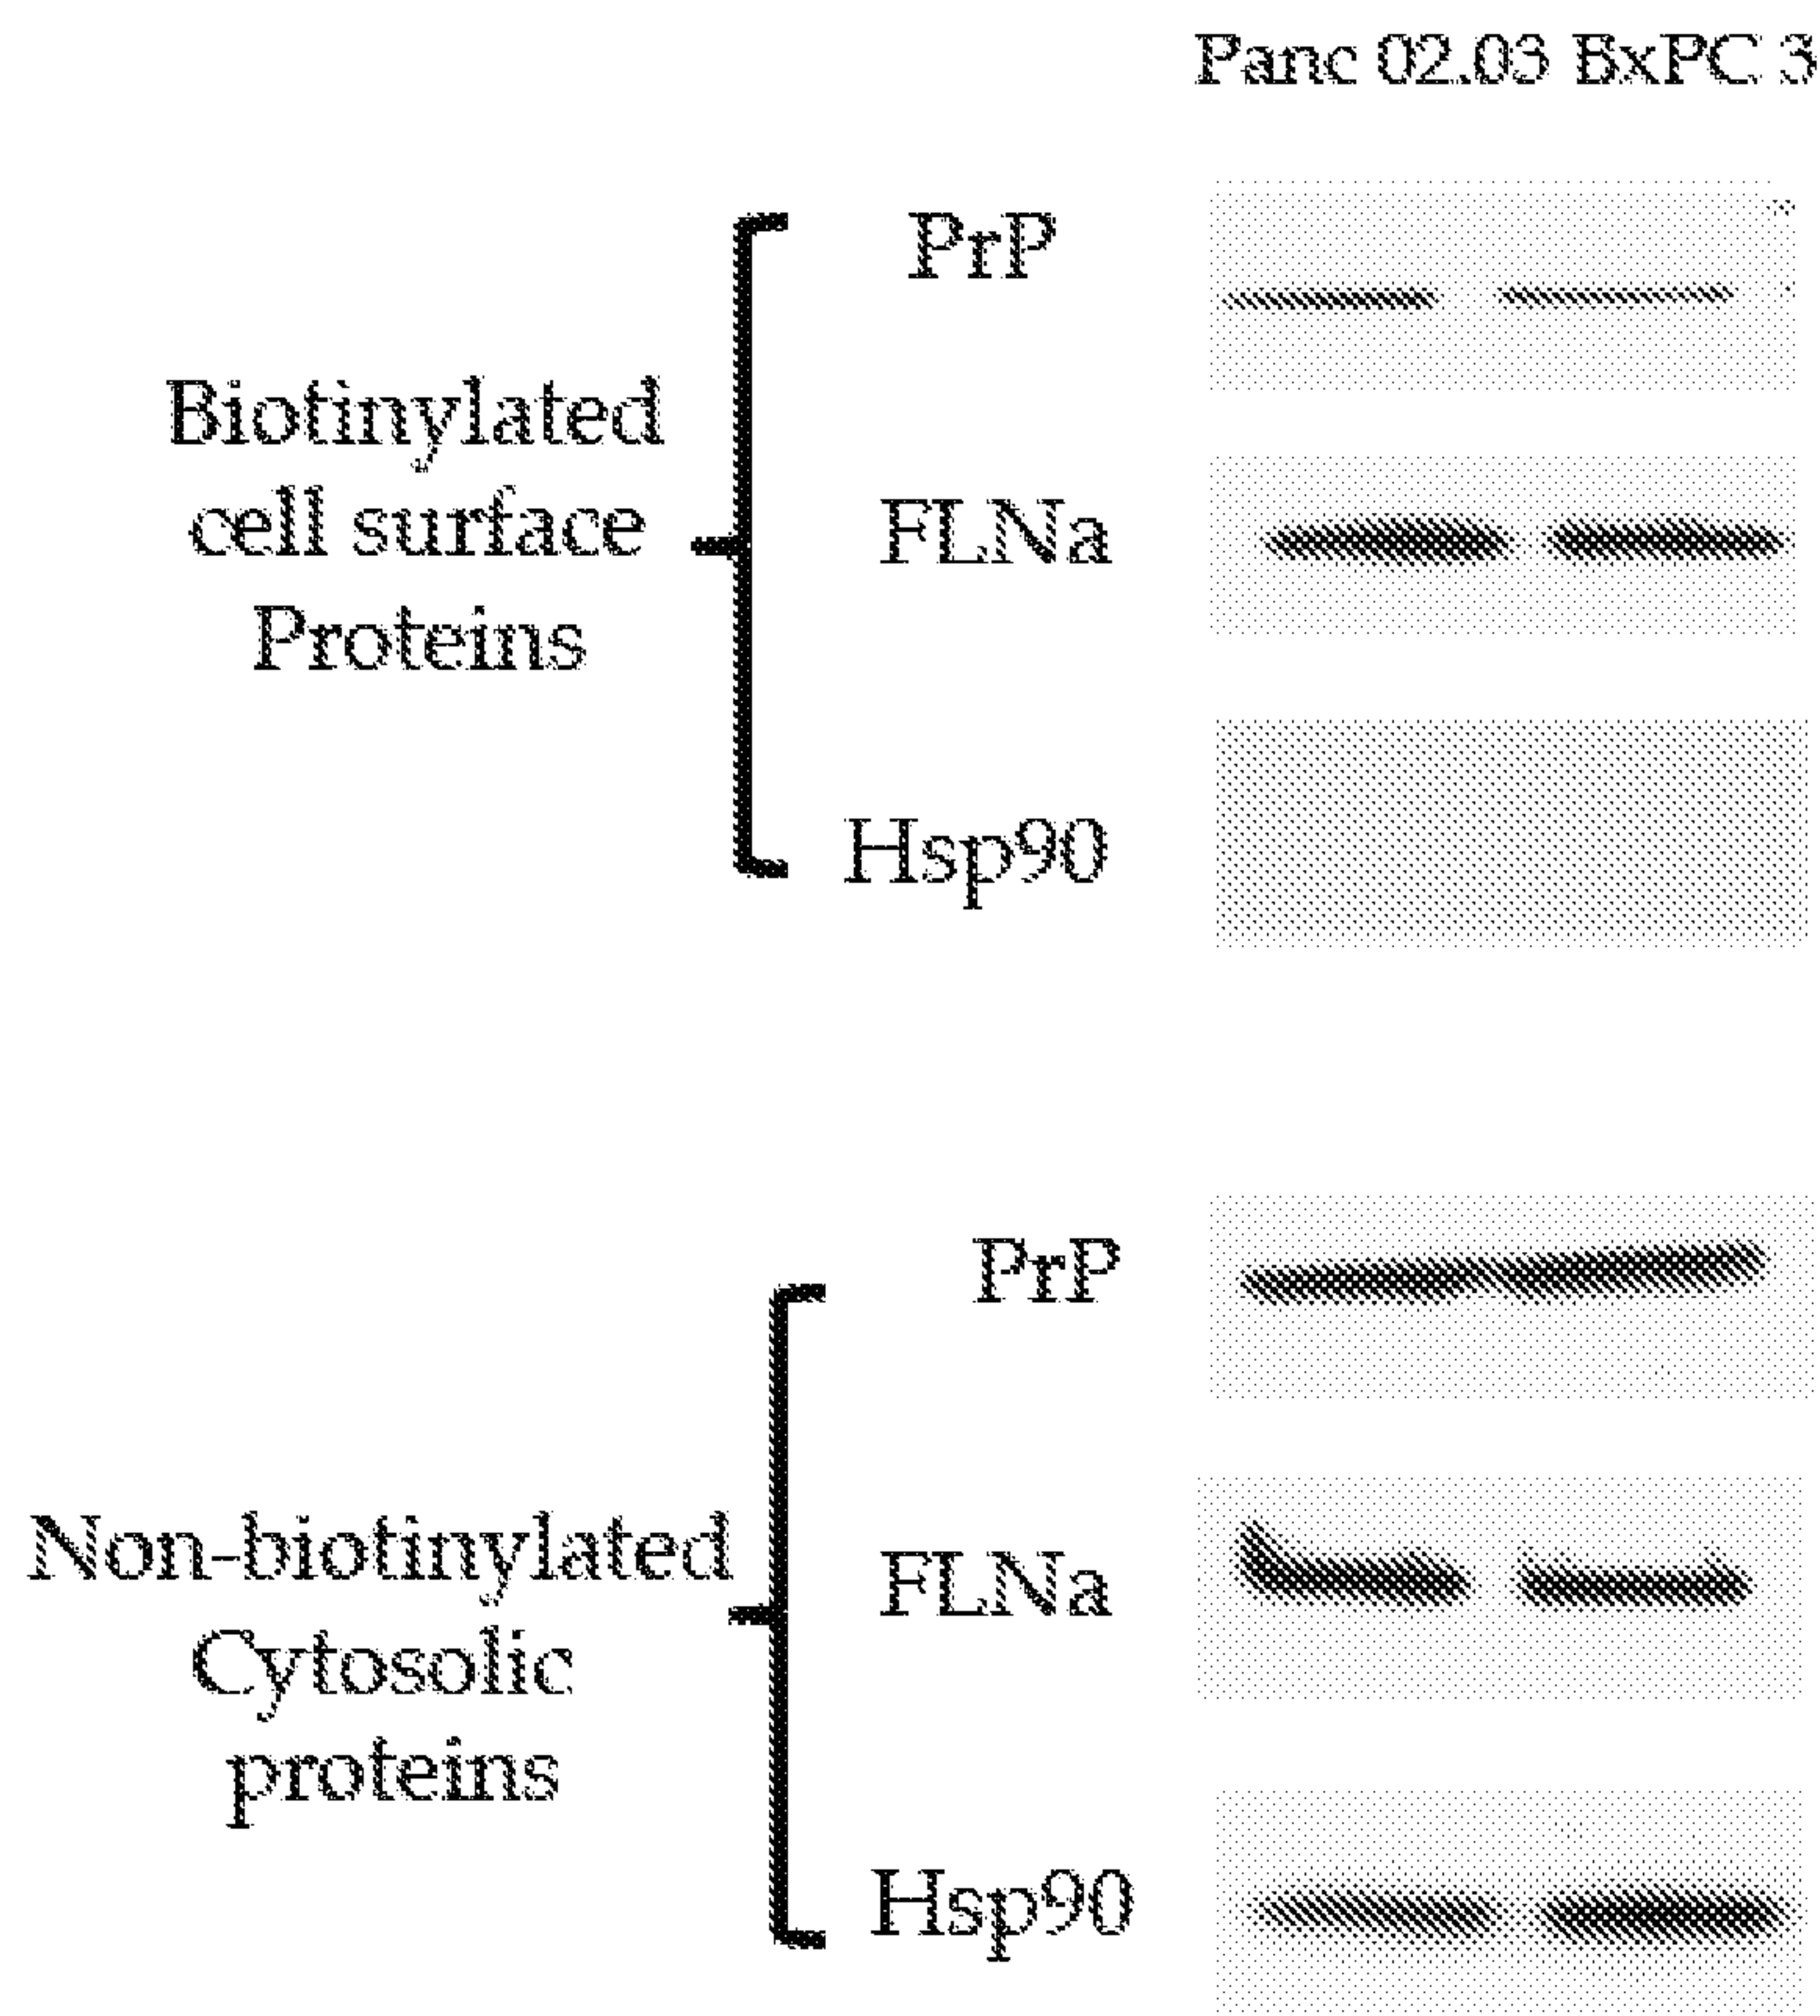 Panc 02.03 BxPC 3
PrP
Biotinylated
cell surface
Proteins
FLNa
Hsp90
PrP
Non-biotinylated
Cytosolic
proteins
FLNa
Hsp90